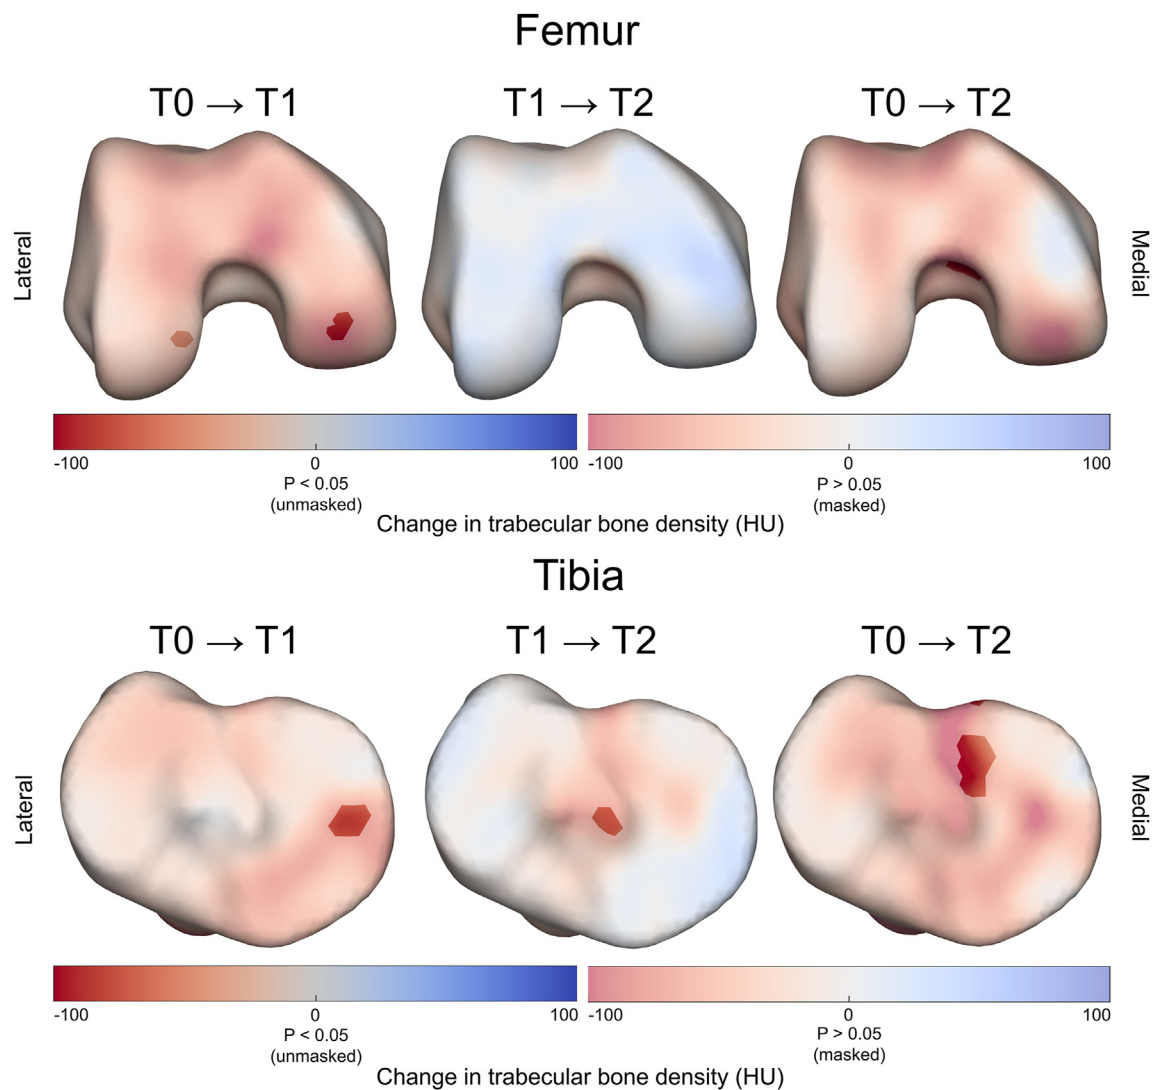 Femur
T0 → T1
T1 → T2
T0 → T2
Lateral
Medial
-100
0
100
-100
0
100
P < 0.05
(unmasked)
P > 0.05
(masked)
Change in trabecular bone density (HU)
Tibia
T0 → T1
T1 → T2
T0 → T2
Lateral
Medial
-100
0
100
-100
0
100
P < 0.05
(unmasked)
P > 0.05
(masked)
Change in trabecular bone density (HU)